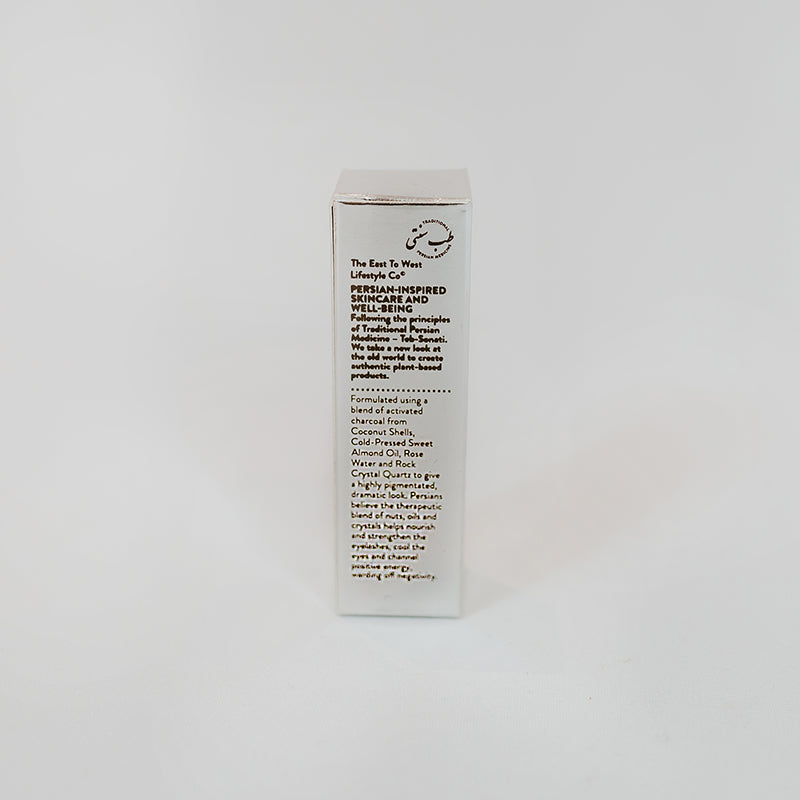 TRADITIONAL
طب سنتی
PERSIAN MEDICINE
The East To West
Lifestyle Co©
PERSIAN-INSPIRED
SKINCARE AND
WELL-BEING
Following the principles
of Traditional Persian
Medicine – Teb-Sonati.
We take a new look at
the old world to create
authentic plant-based
products.
Formulated using a
blend of activated
charcoal from
Coconut Shells,
Cold-Pressed Sweet
Almond Oil, Rose
Water and Rock
Crystal Quartz to give
a highly pigmented,
dramatic look. Persians
believe the therapeutic
blend of nuts, oils and
crystals helps nourish
and strengthen the
eyelashes, cool the
eyes and channel
positive energy,
warding off negativity.